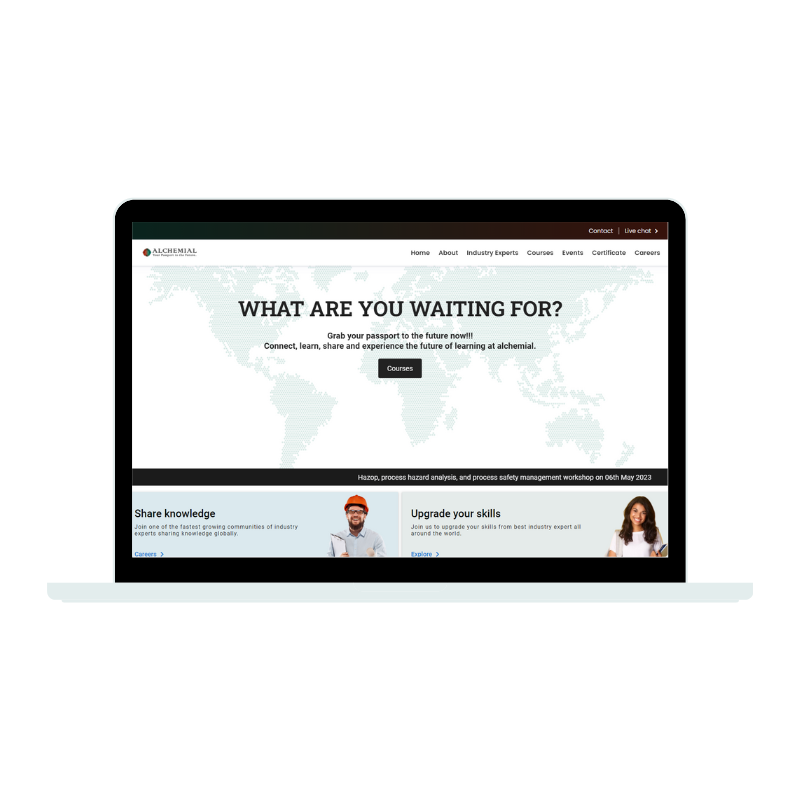 Contact | Live chat
ALCHEMIAL
Your Passport to the Future
Home About Industry Experts Courses Events Certificate Careers
WHAT ARE YOU WAITING FOR?
Grab your passport to the future now!!!
Connect, learn, share and experience the future of learning at alchemial.
Courses
Hazop, process hazard analysis, and process safety management workshop on 06th May 2023
Share knowledge
Join one of the fastest growing communities of industry
experts sharing knowledge globally.
Careers
Upgrade your skills
Join us to upgrade your skills from best industry expert all
around the world.
Explore